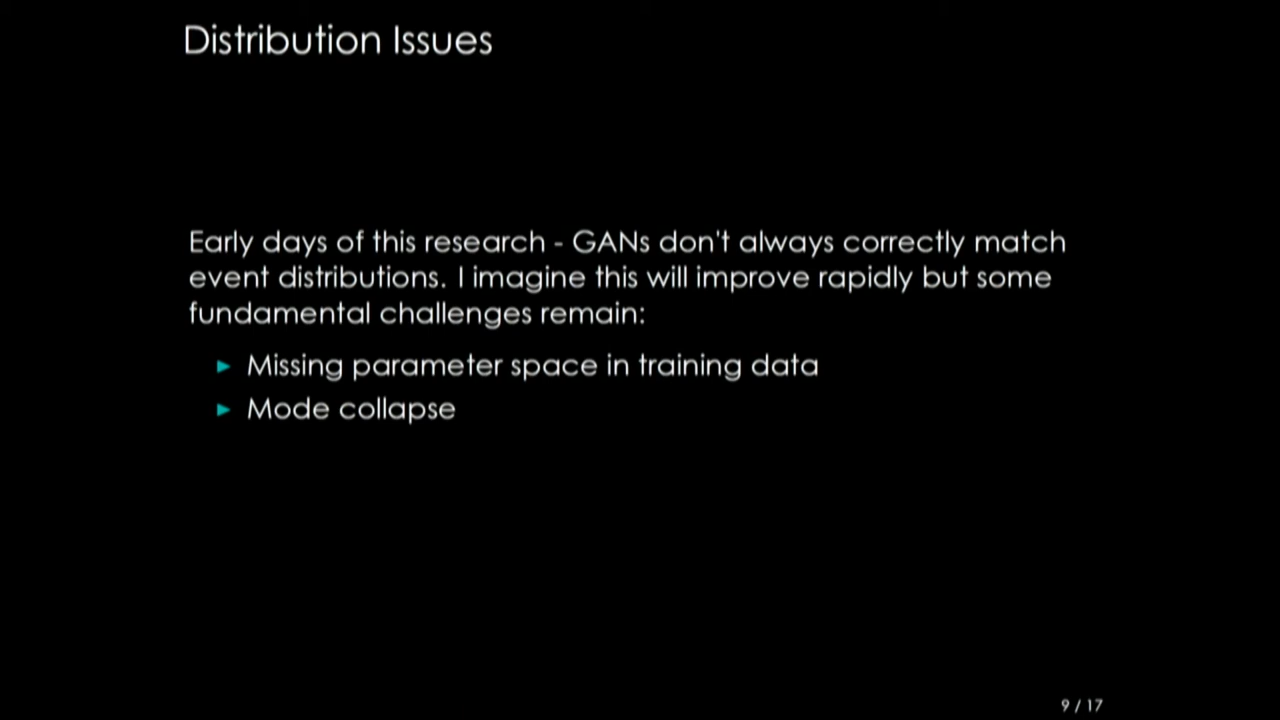 Distribution Issues
Early days of this research - GANs don't always correctly match
event distributions. I imagine this will improve rapidly but some
fundamental challenges remain:
Missing parameter space in training data
Mode collapse
9 / 17